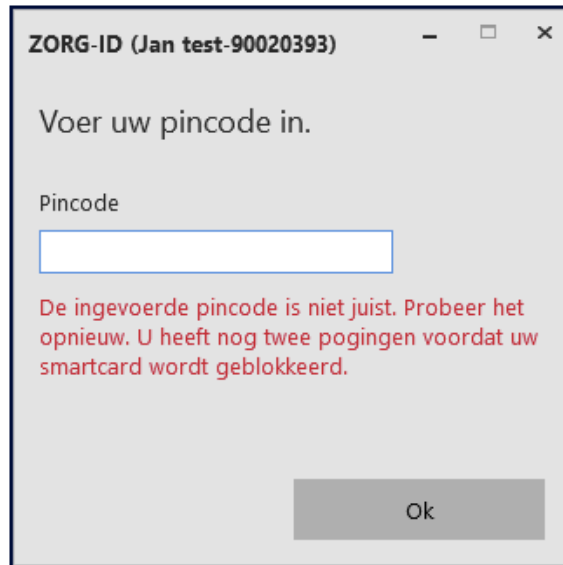 ZORG-ID (Jan test-90020393)
Voer uw pincode in.
Pincode
De ingevoerde pincode is niet juist. Probeer het
opnieuw. U heeft nog twee pogingen voordat uw
smartcard wordt geblokkeerd.
Ok